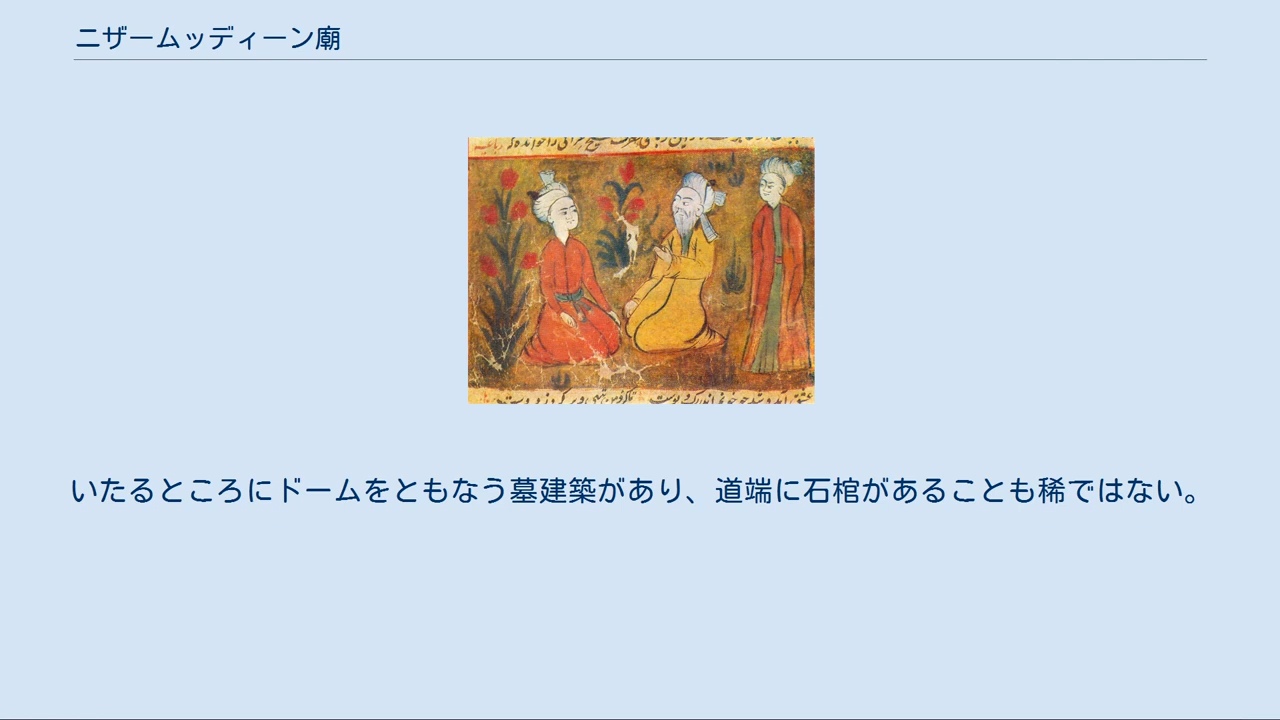 ニザームッディーン廟
いたるところにドームをともなう墓建築があり、道端に石棺があることも稀ではない。